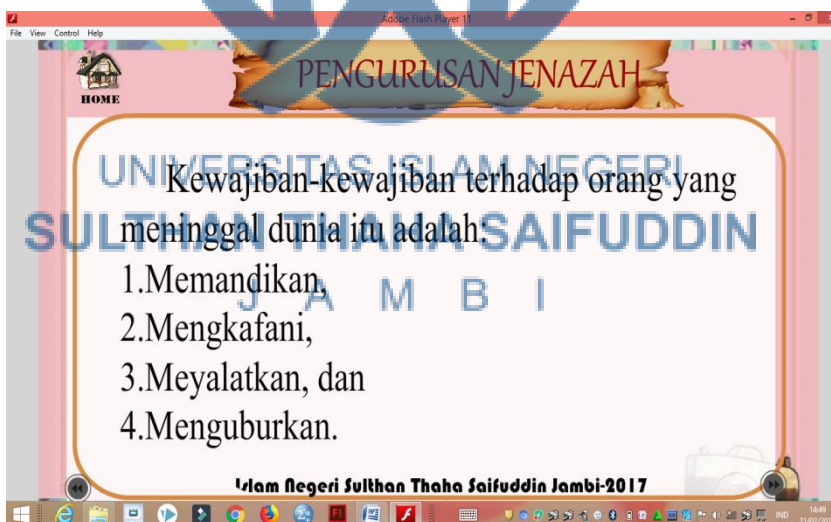 Adobe Flash Player 11
File View Control Help
HOME
PENGURUSAN JENAZAH
UNIVERSITAS ISLAM NEGERI
SULTHAN THAHA SAIFUDDIN
JAMBI
Kewajiban-kewajiban terhadap orang yang
meninggal dunia itu adalah:
1.Memandikan,
2.Mengkafani,
3.Meyalatkan, dan
4.Menguburkan.
Islam Negeri Sulthan Thaha Saifuddin Jambi-2017
IND
14:49